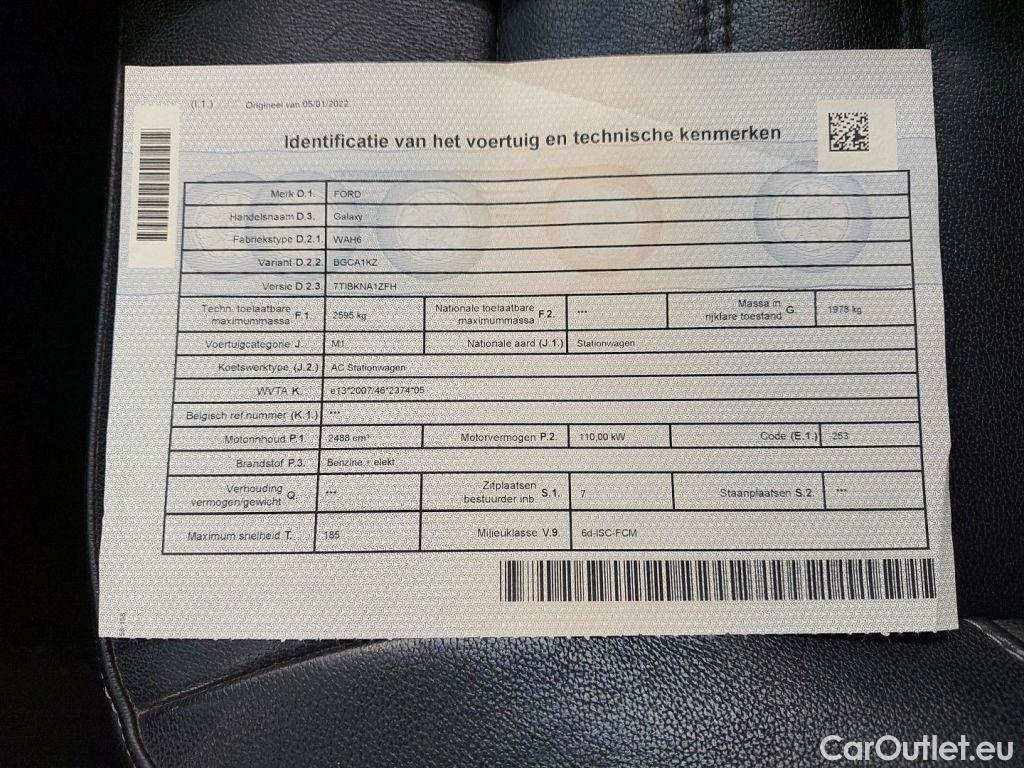 (I.1.) Origineel van 05/01/2022
Identificatie van het voertuig en technische kenmerken
Merk D.1. FORD
Handelsnaam D.3. Galaxy
Fabriekstype D.2.1. WAH6
Variant D.2.2. BGCA1KZ
Versie D.2.3. 7TIBKNA1ZFH
Techn. toelaatbare maximummassa F.1. 2595 kg Nationale toelaatbare maximummassa F.2. *** Massa in rijklare toestand G. 1978 kg
Voertuigcategorie J. M1 Nationale aard (J.1.) Stationwagen
Koetswerktype (J.2.) AC Stationwagen
WVTA K. e13*2007/46*2374*05
Belgisch ref.nummer (K.1.) ***
Motorinhoud P.1. 2488 cm³ Motorvermogen P.2. 110,00 kW Code (E.1.) 253
Brandstof P.3. Benzine + elekt
Verhouding vermogen/gewicht Q. *** Zitplaatsen bestuurder inb. S.1. 7 Staanplaatsen S.2. ***
Maximum snelheid T. 185 Milieuklasse V.9. 6d-ISC-FCM
CarOutlet.eu